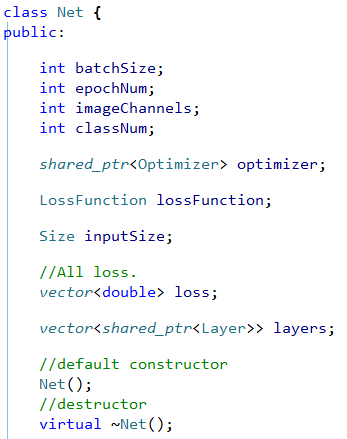 class Net {
public:
int batchSize;
int epochNum;
int imageChannels;
int classNum;
shared_ptr<Optimizer> optimizer;
LossFunction lossFunction;
Size inputSize;
//All loss.
vector<double> loss;
vector<shared_ptr<Layer>> layers;
//default constructor
Net();
//destructor
virtual ~Net();